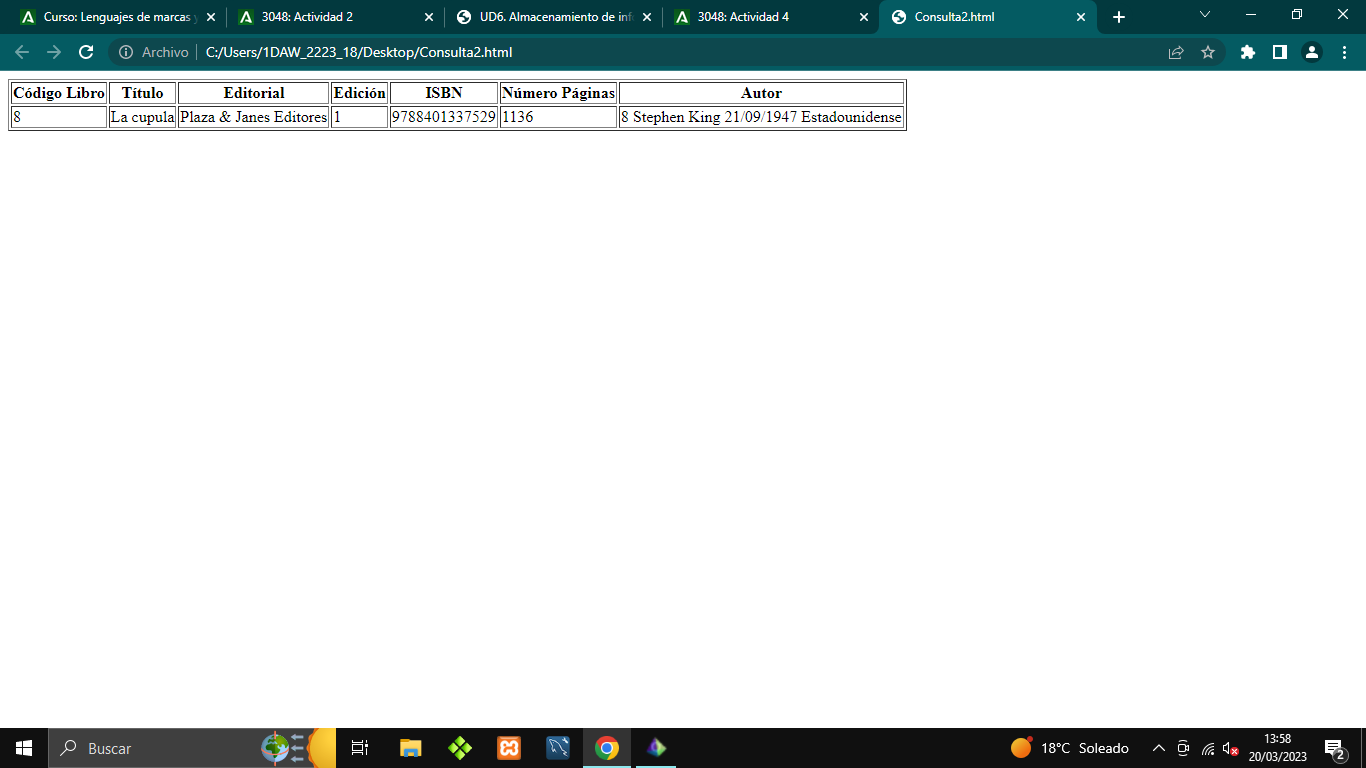 Curso: Lenguajes de marcas y
3048: Actividad 2
UD6. Almacenamiento de inf
3048: Actividad 4
Consulta2.html
Archivo C:/Users/1DAW_2223_18/Desktop/Consulta2.html
Código Libro Título Editorial Edición ISBN Número Páginas Autor
8 La cupula Plaza & Janes Editores 1 9788401337529 1136 8 Stephen King 21/09/1947 Estadounidense
Buscar
18°C Soleado
13:58
20/03/2023
2